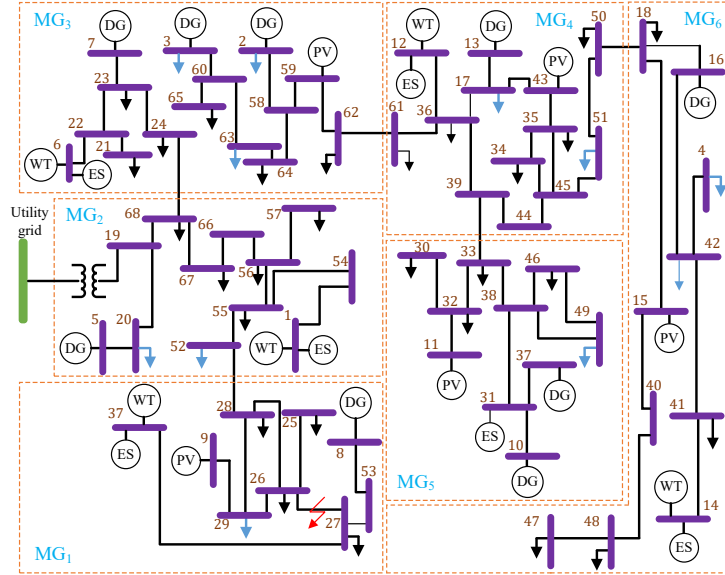 MG3
DG
DG
DG
PV
7
3
2
59
23
60
65
58
62
22
24
6
21
63
64
WT
ES
MG4
WT
DG
PV
50
12
13
ES
17
43
61
36
35
51
34
39
45
44
MG6
18
16
DG
4
42
15
PV
40
41
WT
14
ES
Utility
grid
MG2
57
68
66
19
54
67
56
55
5
20
1
DG
52
WT
ES
30
33
46
32
38
49
11
37
PV
31
DG
ES
10
DG
MG5
WT
37
28
25
DG
ES
9
8
PV
26
53
29
27
MG1
47
48